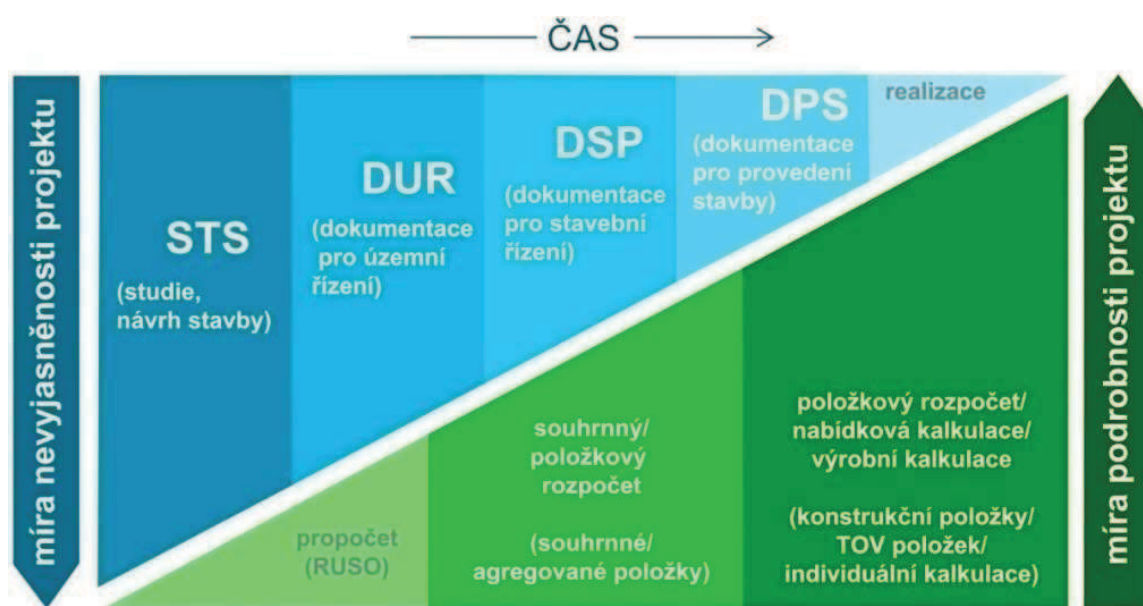 ČAS
míra nevyjasněnosti projektu
STS
(studie,
návrh stavby)
DUR
(dokumentace
pro územní
řízení)
DSP
(dokumentace
pro stavební
řízení)
DPS
(dokumentace
pro provedení
stavby)
realizace
propočet
(RUSO)
souhrnný/
položkový
rozpočet
(souhrnné/
agregované položky)
položkový rozpočet/
nabídková kalkulace/
výrobní kalkulace
(konstrukční položky/
TOV položek/
individuální kalkulace)
míra podrobnosti projektu